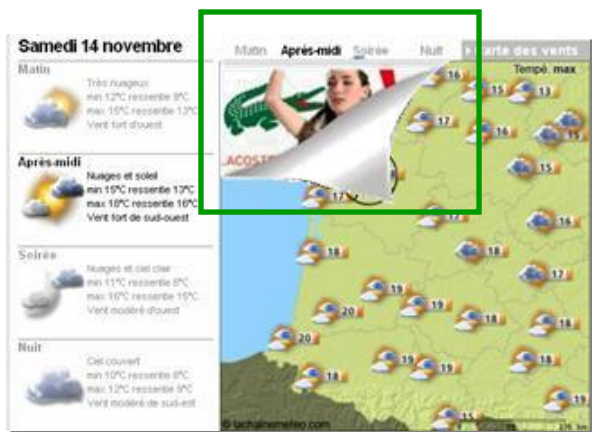 Samedi 14 novembre
Matin Après-midi Soirée Nuit Carte des vents
Tempé. max
Matin
Très nuageux
min 12°C ressentie 8°C
max 15°C ressentie 13°C
Vent fort d'ouest
Après-midi
Nuages et soleil
min 15°C ressentie 13°C
max 18°C ressentie 16°C
Vent fort de sud-ouest
Soirée
Nuages et ciel clair
min 11°C ressentie 8°C
max 16°C ressentie 15°C
Vent modéré d'ouest
Nuit
Ciel couvert
min 10°C ressentie 8°C
max 12°C ressentie 9°C
Vent modéré de sud-est
LACOSTE
16
15
13
17
16
15
15
17
17
16
18
18
17
19
19
20
18
18
20
19
19
18
18
19
15
© lachainemeteo.com